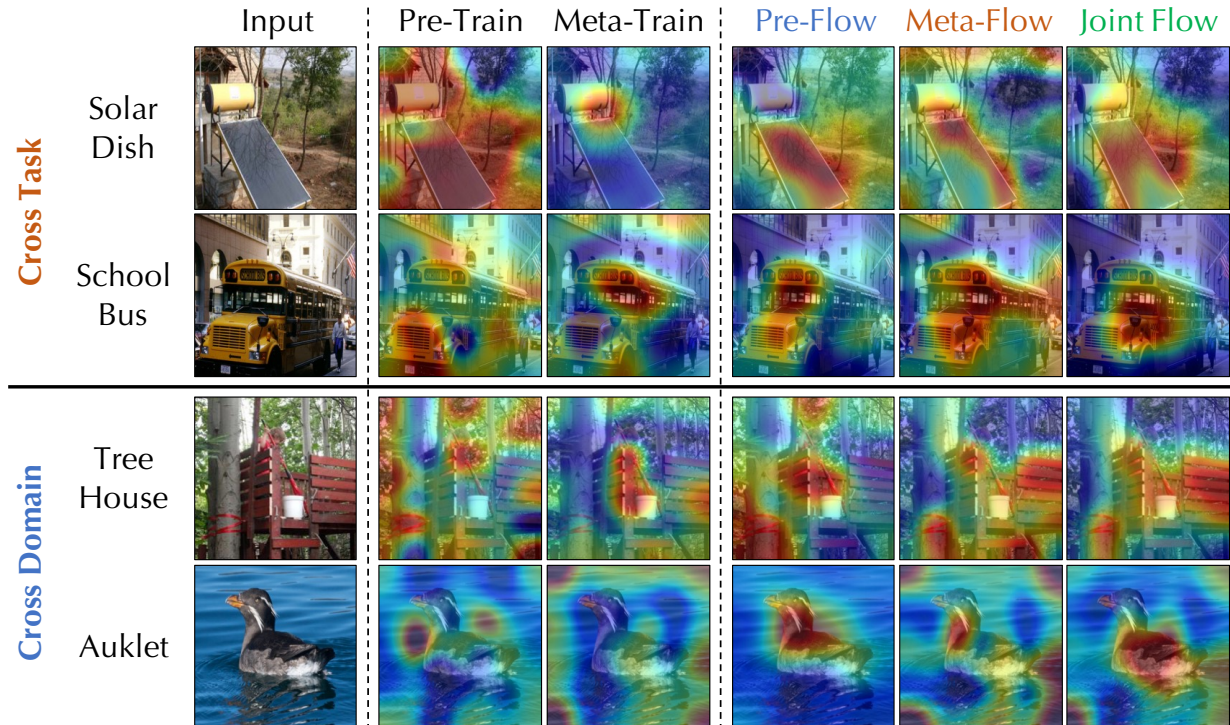 Input
Pre-Train
Meta-Train
Pre-Flow
Meta-Flow
Joint Flow
Cross Task
Solar
Dish
School
Bus
Cross Domain
Tree
House
Auklet